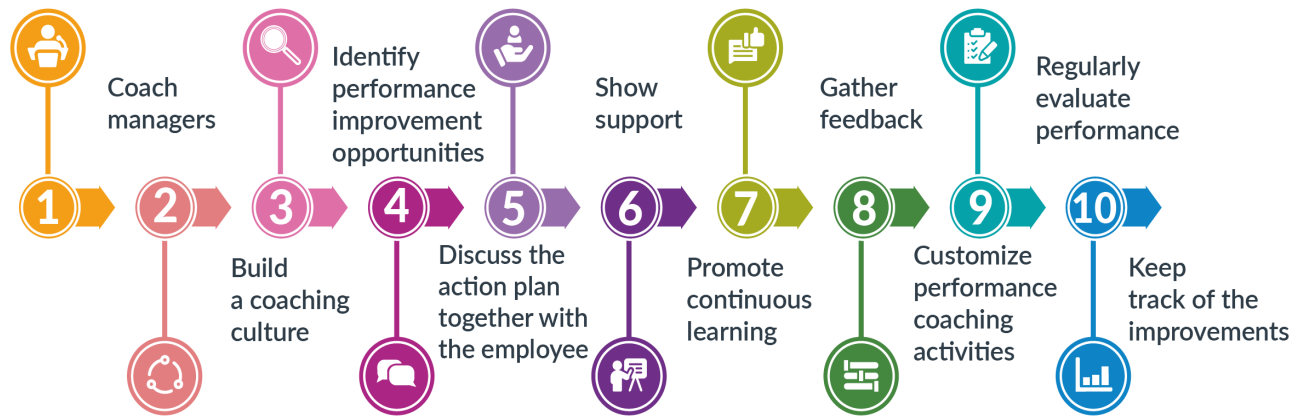 1
Coach
managers
2
Build
a coaching
culture
3
Identify
performance
improvement
opportunities
4
Discuss the
action plan
together with
the employee
5
Show
support
6
Promote
continuous
learning
7
Gather
feedback
8
Customize
performance
coaching
activities
9
Regularly
evaluate
performance
10
Keep
track of the
improvements